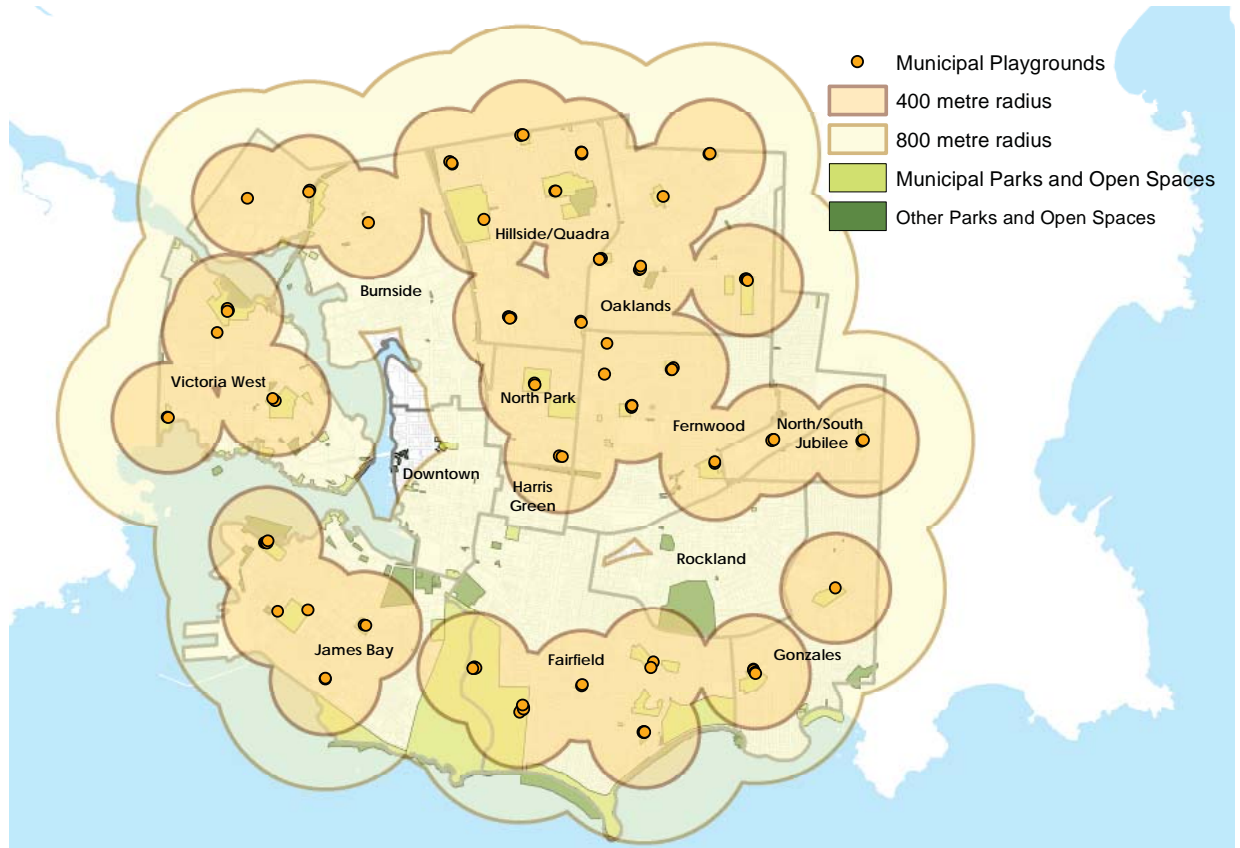 Municipal Playgrounds
400 metre radius
800 metre radius
Municipal Parks and Open Spaces
Other Parks and Open Spaces
Hillside/Quadra
Burnside
Oaklands
Victoria West
North Park
Fernwood
North/South
Jubilee
Downtown
Harris
Green
Rockland
James Bay
Fairfield
Gonzales